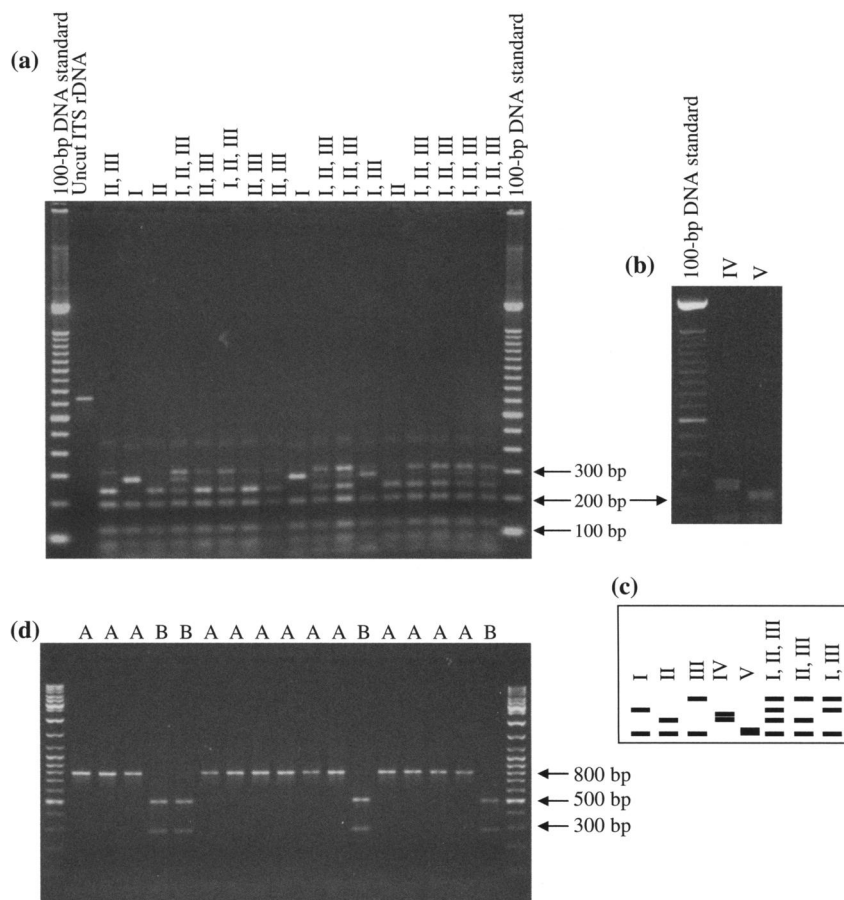 (a)
100-bp DNA standard
Uncut ITS rDNA
II, III
I
II
I, II, III
II, III
I, II, III
II, III
II, III
I
I, II, III
I, II, III
I, III
II
I, II, III
I, II, III
I, II, III
I, II, III
100-bp DNA standard
300 bp
200 bp
100 bp
(b)
100-bp DNA standard
IV
V
(c)
I
II
III
IV
V
I, II, III
II, III
I, III
(d)
A A A B B A A A A A A B A A A A B
800 bp
500 bp
300 bp